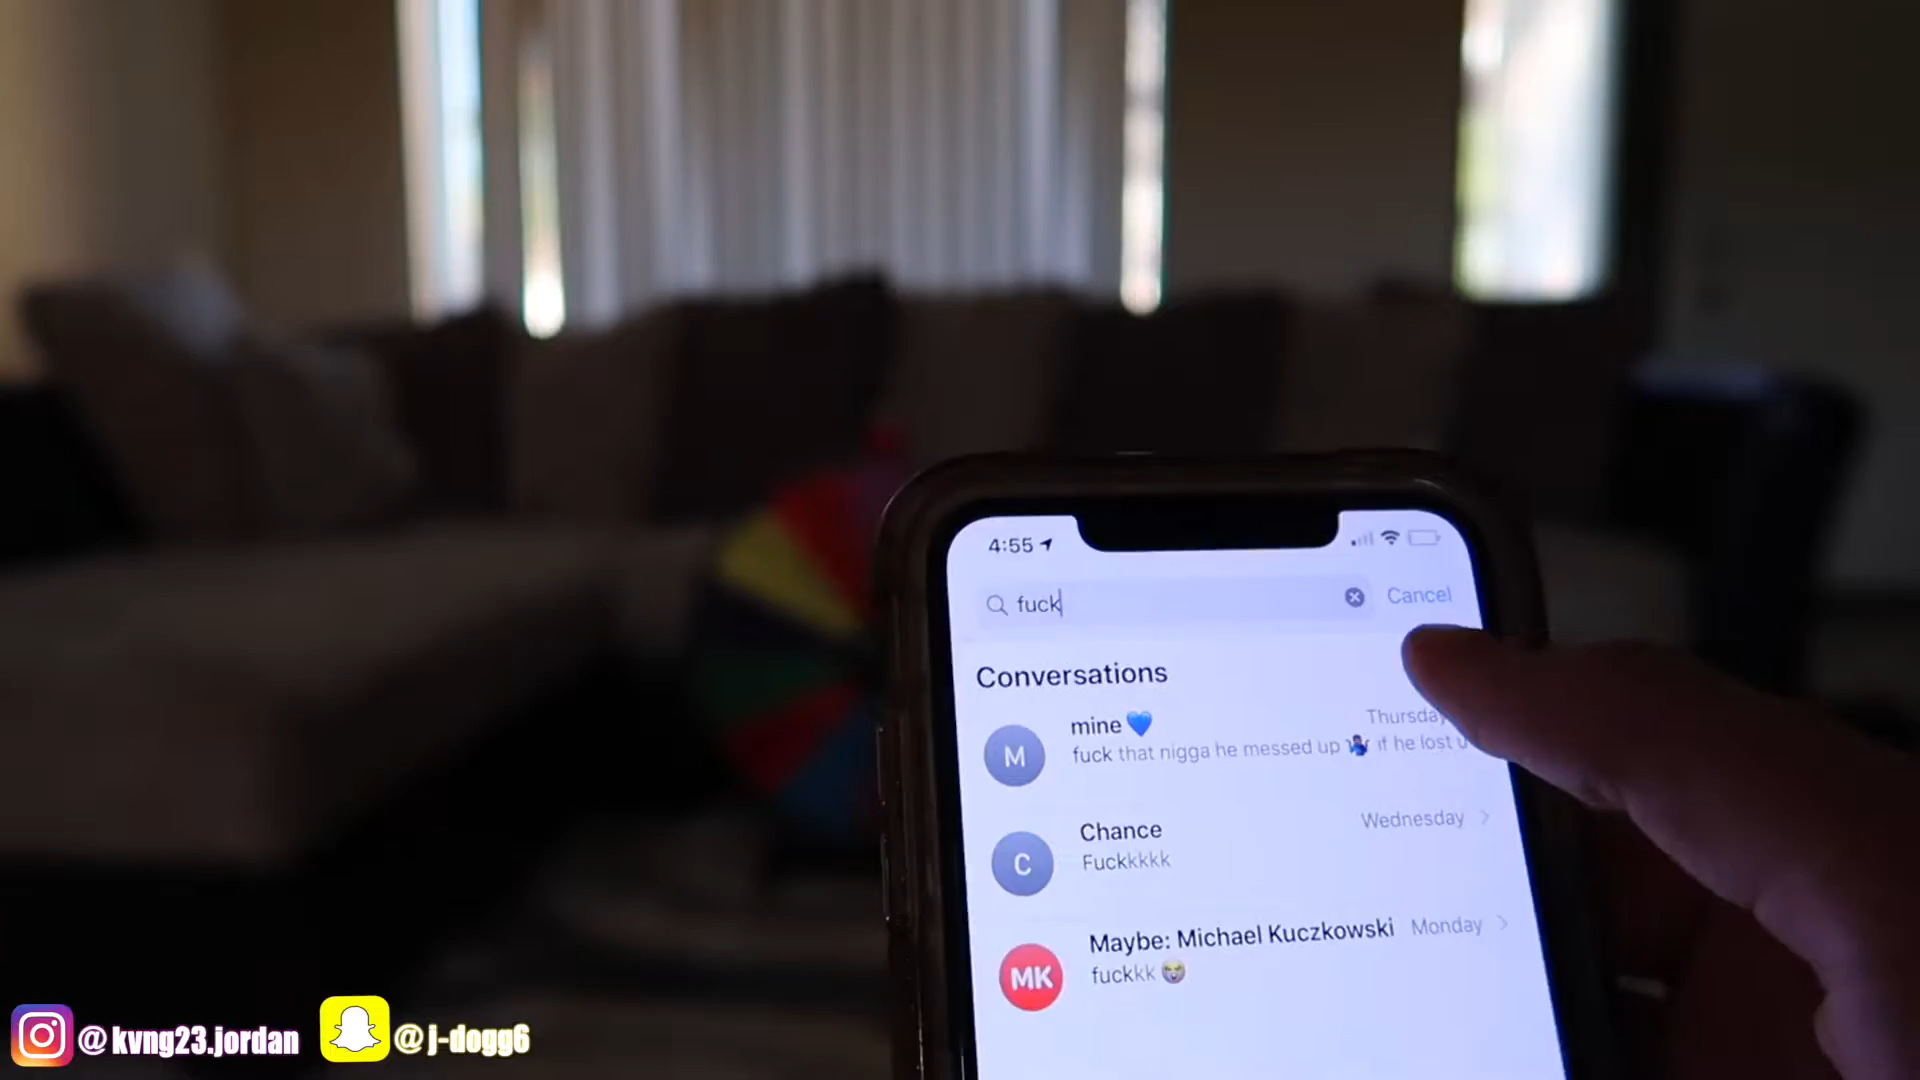 4:55
fuck
Cancel
Conversations
M
mine 💙
Thursday
fuck that nigga he messed up 🤷🏿‍♂️ if he lost u
C
Chance
Wednesday
Fuckkkkk
MK
Maybe: Michael Kuczkowski
Monday
fuckkk 😭
@kvng23.jordan
@j-dogg6